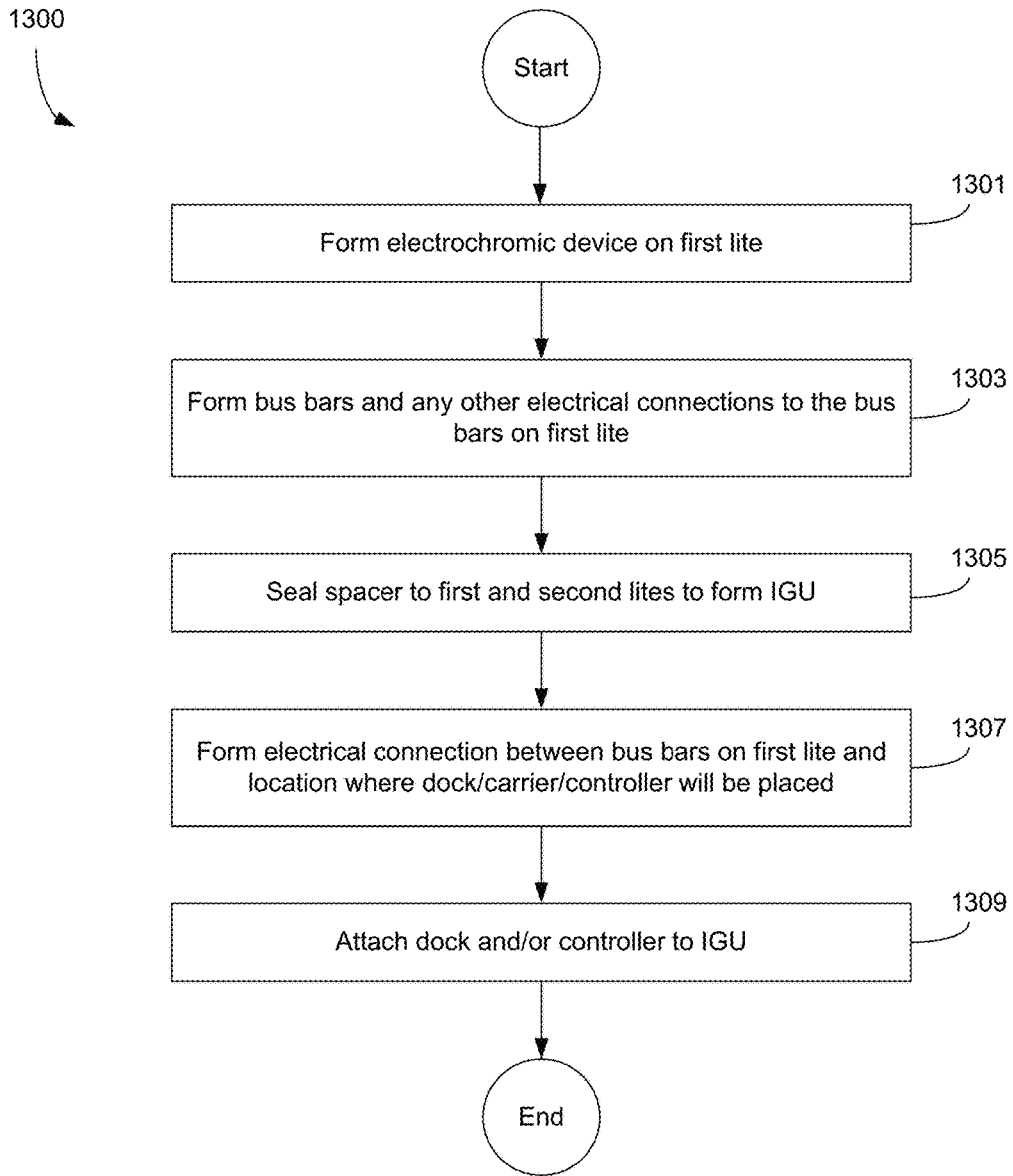 1300
Start
1301
Form electrochromic device on first lite
1303
Form bus bars and any other electrical connections to the bus
bars on first lite
1305
Seal spacer to first and second lites to form IGU
1307
Form electrical connection between bus bars on first lite and
location where dock/carrier/controller will be placed
1309
Attach dock and/or controller to IGU
End